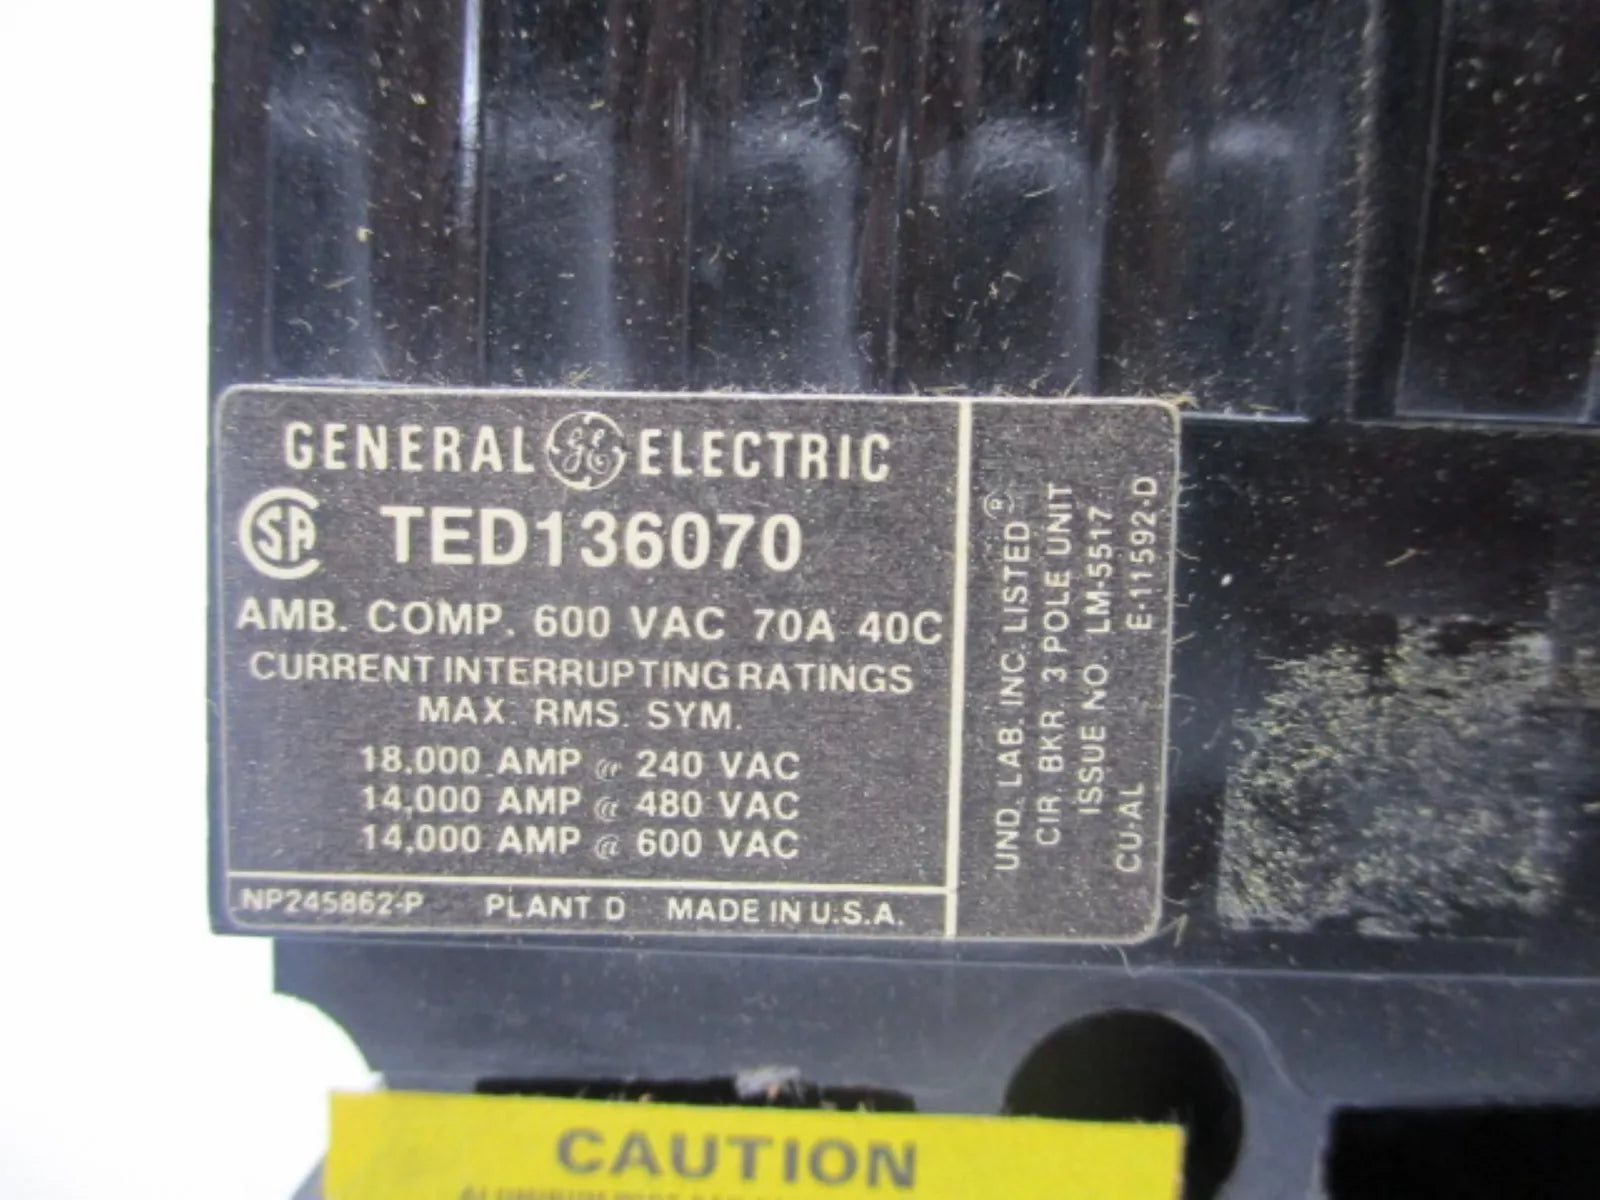 GENERAL GE ELECTRIC
SA TED136070
AMB. COMP. 600 VAC 70A 40C
CURRENT INTERRUPTING RATINGS
MAX. RMS. SYM.
18,000 AMP @ 240 VAC
14,000 AMP @ 480 VAC
14,000 AMP @ 600 VAC
NP245862-P PLANT D MADE IN U.S.A.
UND. LAB. INC. LISTED ®
CIR. BKR. 3 POLE UNIT
ISSUE NO. LM-5517
CU-AL E-11592-D
CAUTION